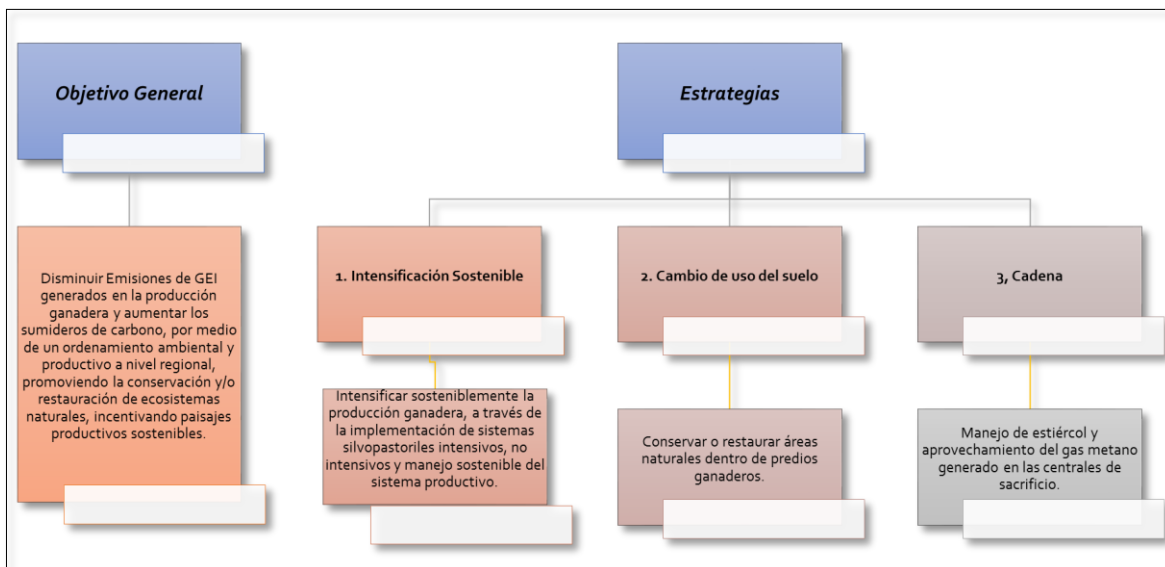 Objetivo General
Estrategias
Disminuir Emisiones de GEI
generados en la producción
ganadera y aumentar los
sumideros de carbono, por medio
de un ordenamiento ambiental y
productivo a nivel regional,
promoviendo la conservación y/o
restauración de ecosistemas
naturales, incentivando paisajes
productivos sostenibles.
1. Intensificación Sostenible
Intensificar sosteniblemente la
producción ganadera, a través de
la implementación de sistemas
silvopastoriles intensivos, no
intensivos y manejo sostenible del
sistema productivo.
2. Cambio de uso del suelo
Conservar o restaurar áreas
naturales dentro de predios
ganaderos.
3, Cadena
Manejo de estiércol y
aprovechamiento del gas metano
generado en las centrales de
sacrificio.